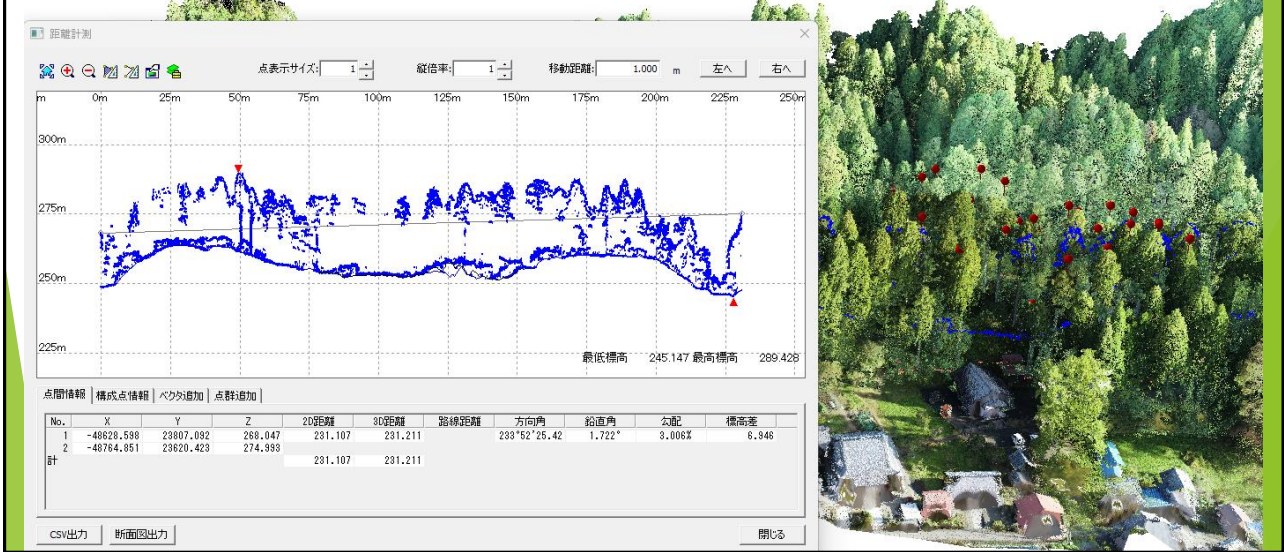 距離計測
点表示サイズ: 1 縦倍率: 1 移動距離: 1.000 m 左へ 右へ
m 0m 25m 50m 75m 100m 125m 150m 175m 200m 225m 250m
300m
275m
250m
225m
最低標高 245.147 最高標高 289.428
点間情報 構成点情報 ベクタ追加 点群追加
No. X Y Z 2D距離 3D距離 路線距離 方向角 鉛直角 勾配 標高差
1 -48628.598 23807.092 268.047 231.107 231.211 233°52'25.42 1.722° 3.006% 6.946
2 -48764.851 23620.423 274.993
計 231.107 231.211
CSV出力 断面図出力 閉じる